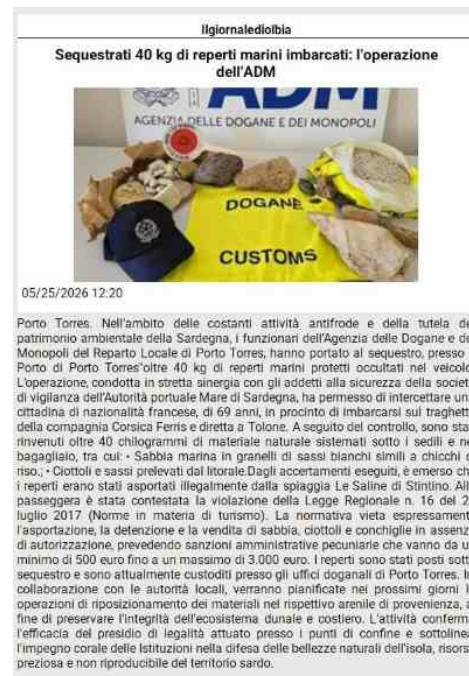 Ilgiornalediolbia
Sequestrati 40 kg di reperti marini imbarcati: l'operazione
dell'ADM
ADM
AGENZIA DELLE DOGANE E DEI MONOPOLI
DOGANE
CUSTOMS
05/25/2026 12:20
Porto Torres. Nell'ambito delle costanti attività antifrode e della tutela de
patrimonio ambientale della Sardegna, i funzionari dell'Agenzia delle Dogane e de
Monopoli del Reparto Locale di Porto Torres, hanno portato al sequestro, presso
Porto di Porto Torres"oltre 40 kg di reperti marini protetti occultati nel veicolo
L'operazione, condotta in stretta sinergia con gli addetti alla sicurezza della societ
di vigilanza dell'Autorità portuale Mare di Sardegna, ha permesso di intercettare un
cittadina di nazionalità francese, di 69 anni, in procinto di imbarcarsi sul traghett
della compagnia Corsica Ferris e diretta a Tolone. A seguito del controllo, sono sta
rinvenuti oltre 40 chilogrammi di materiale naturale sistemati sotto i sedili e ne
bagagliaio, tra cui: • Sabbia marina in granelli di sassi bianchi simili a chicchi d
riso.; • Ciottoli e sassi prelevati dal litorale.Dagli accertamenti eseguiti, è emerso ch
i reperti erano stati asportati illegalmente dalla spiaggia Le Saline di Stintino. All
passeggera è stata contestata la violazione della Legge Regionale n. 16 del 2
luglio 2017 (Norme in materia di turismo). La normativa vieta espressament
l'asportazione, la detenzione e la vendita di sabbia, ciottoli e conchiglie in assenz
di autorizzazione, prevedendo sanzioni amministrative pecuniarie che vanno da u
minimo di 500 euro fino a un massimo di 3.000 euro. I reperti sono stati posti sott
sequestro e sono attualmente custoditi presso gli uffici doganali di Porto Torres. I
collaborazione con le autorità locali, verranno pianificate nei prossimi giorni l
operazioni di riposizionamento dei materiali nel rispettivo arenile di provenienza, a
fine di preservare l'integrità dell'ecosistema dunale e costiero. L'attività conferm
l'efficacia del presidio di legalità attuato presso i punti di confine e sottoline
l'impegno corale delle Istituzioni nella difesa delle bellezze naturali dell'isola, risors
preziosa e non riproducibile del territorio sardo.